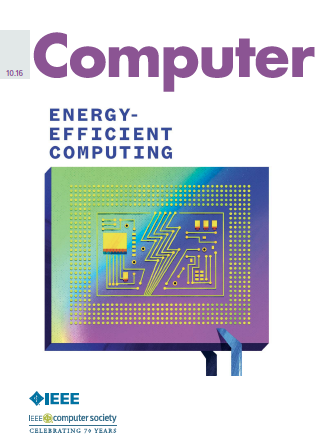 Computer
10.16
ENERGY-
EFFICIENT
COMPUTING
IEEE
IEEE computer society
CELEBRATING 70 YEARS